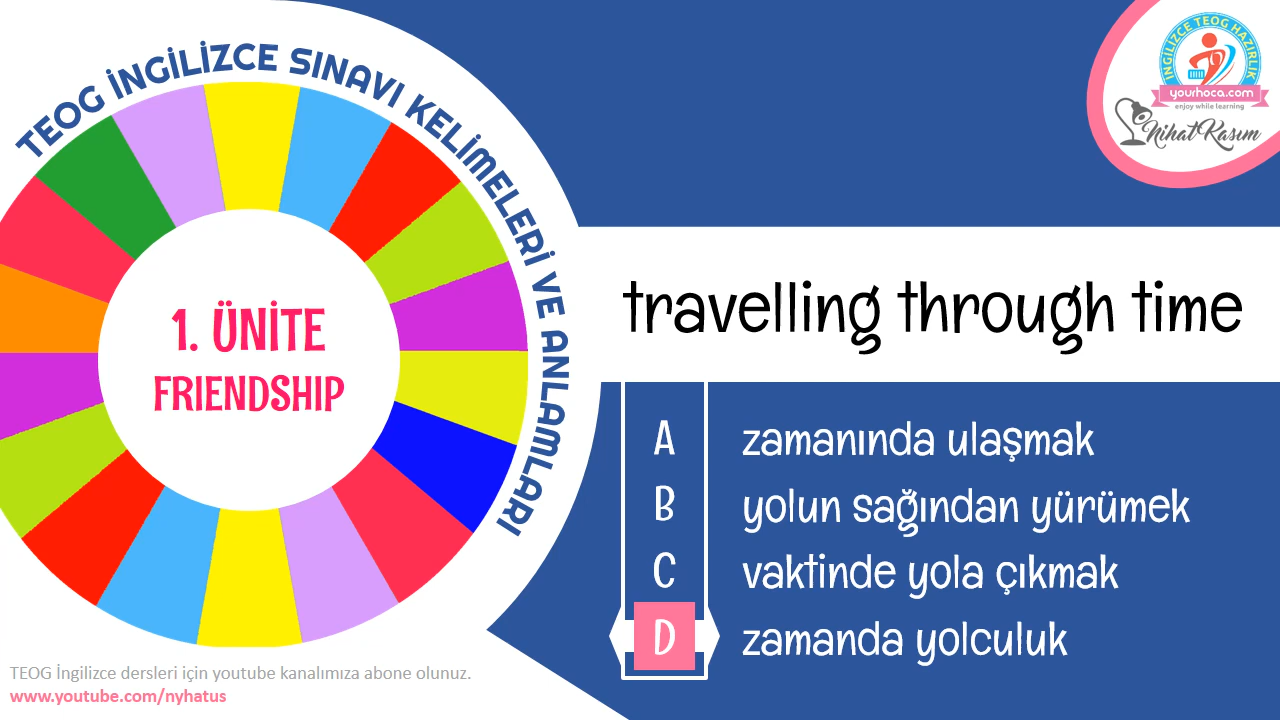 TEOG İNGİLİZCE SINAVI KELİMELERİ VE ANLAMLARI
İNGİLİZCE TEOG HAZIRLIK
yourhoca.com
enjoy while learning
Nihat Kasım
1. ÜNİTE
FRIENDSHIP
travelling through time
A zamanında ulaşmak
B yolun sağından yürümek
C vaktinde yola çıkmak
D zamanda yolculuk
TEOG İngilizce dersleri için youtube kanalımıza abone olunuz.
www.youtube.com/nyhatus